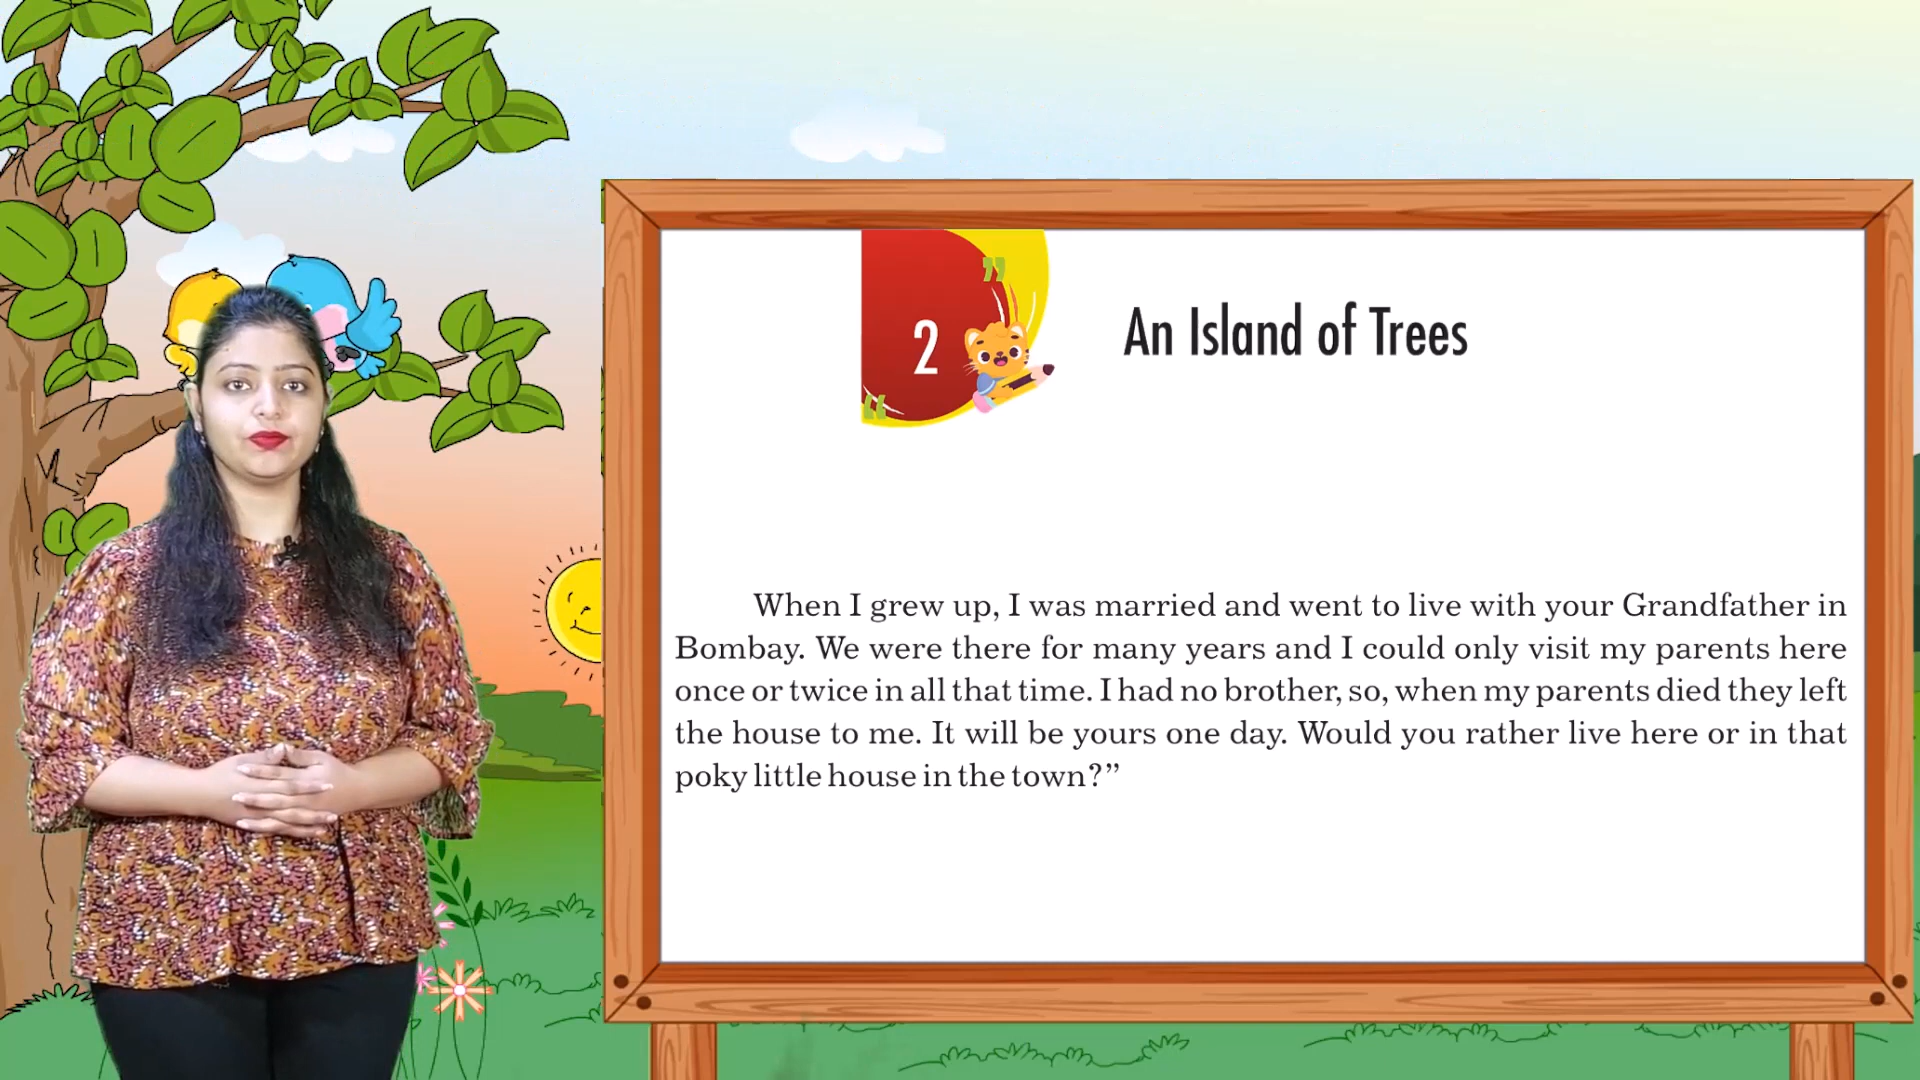 2
An Island of Trees
When I grew up, I was married and went to live with your Grandfather in
Bombay. We were there for many years and I could only visit my parents here
once or twice in all that time. I had no brother, so, when my parents died they left
the house to me. It will be yours one day. Would you rather live here or in that
poky little house in the town?”